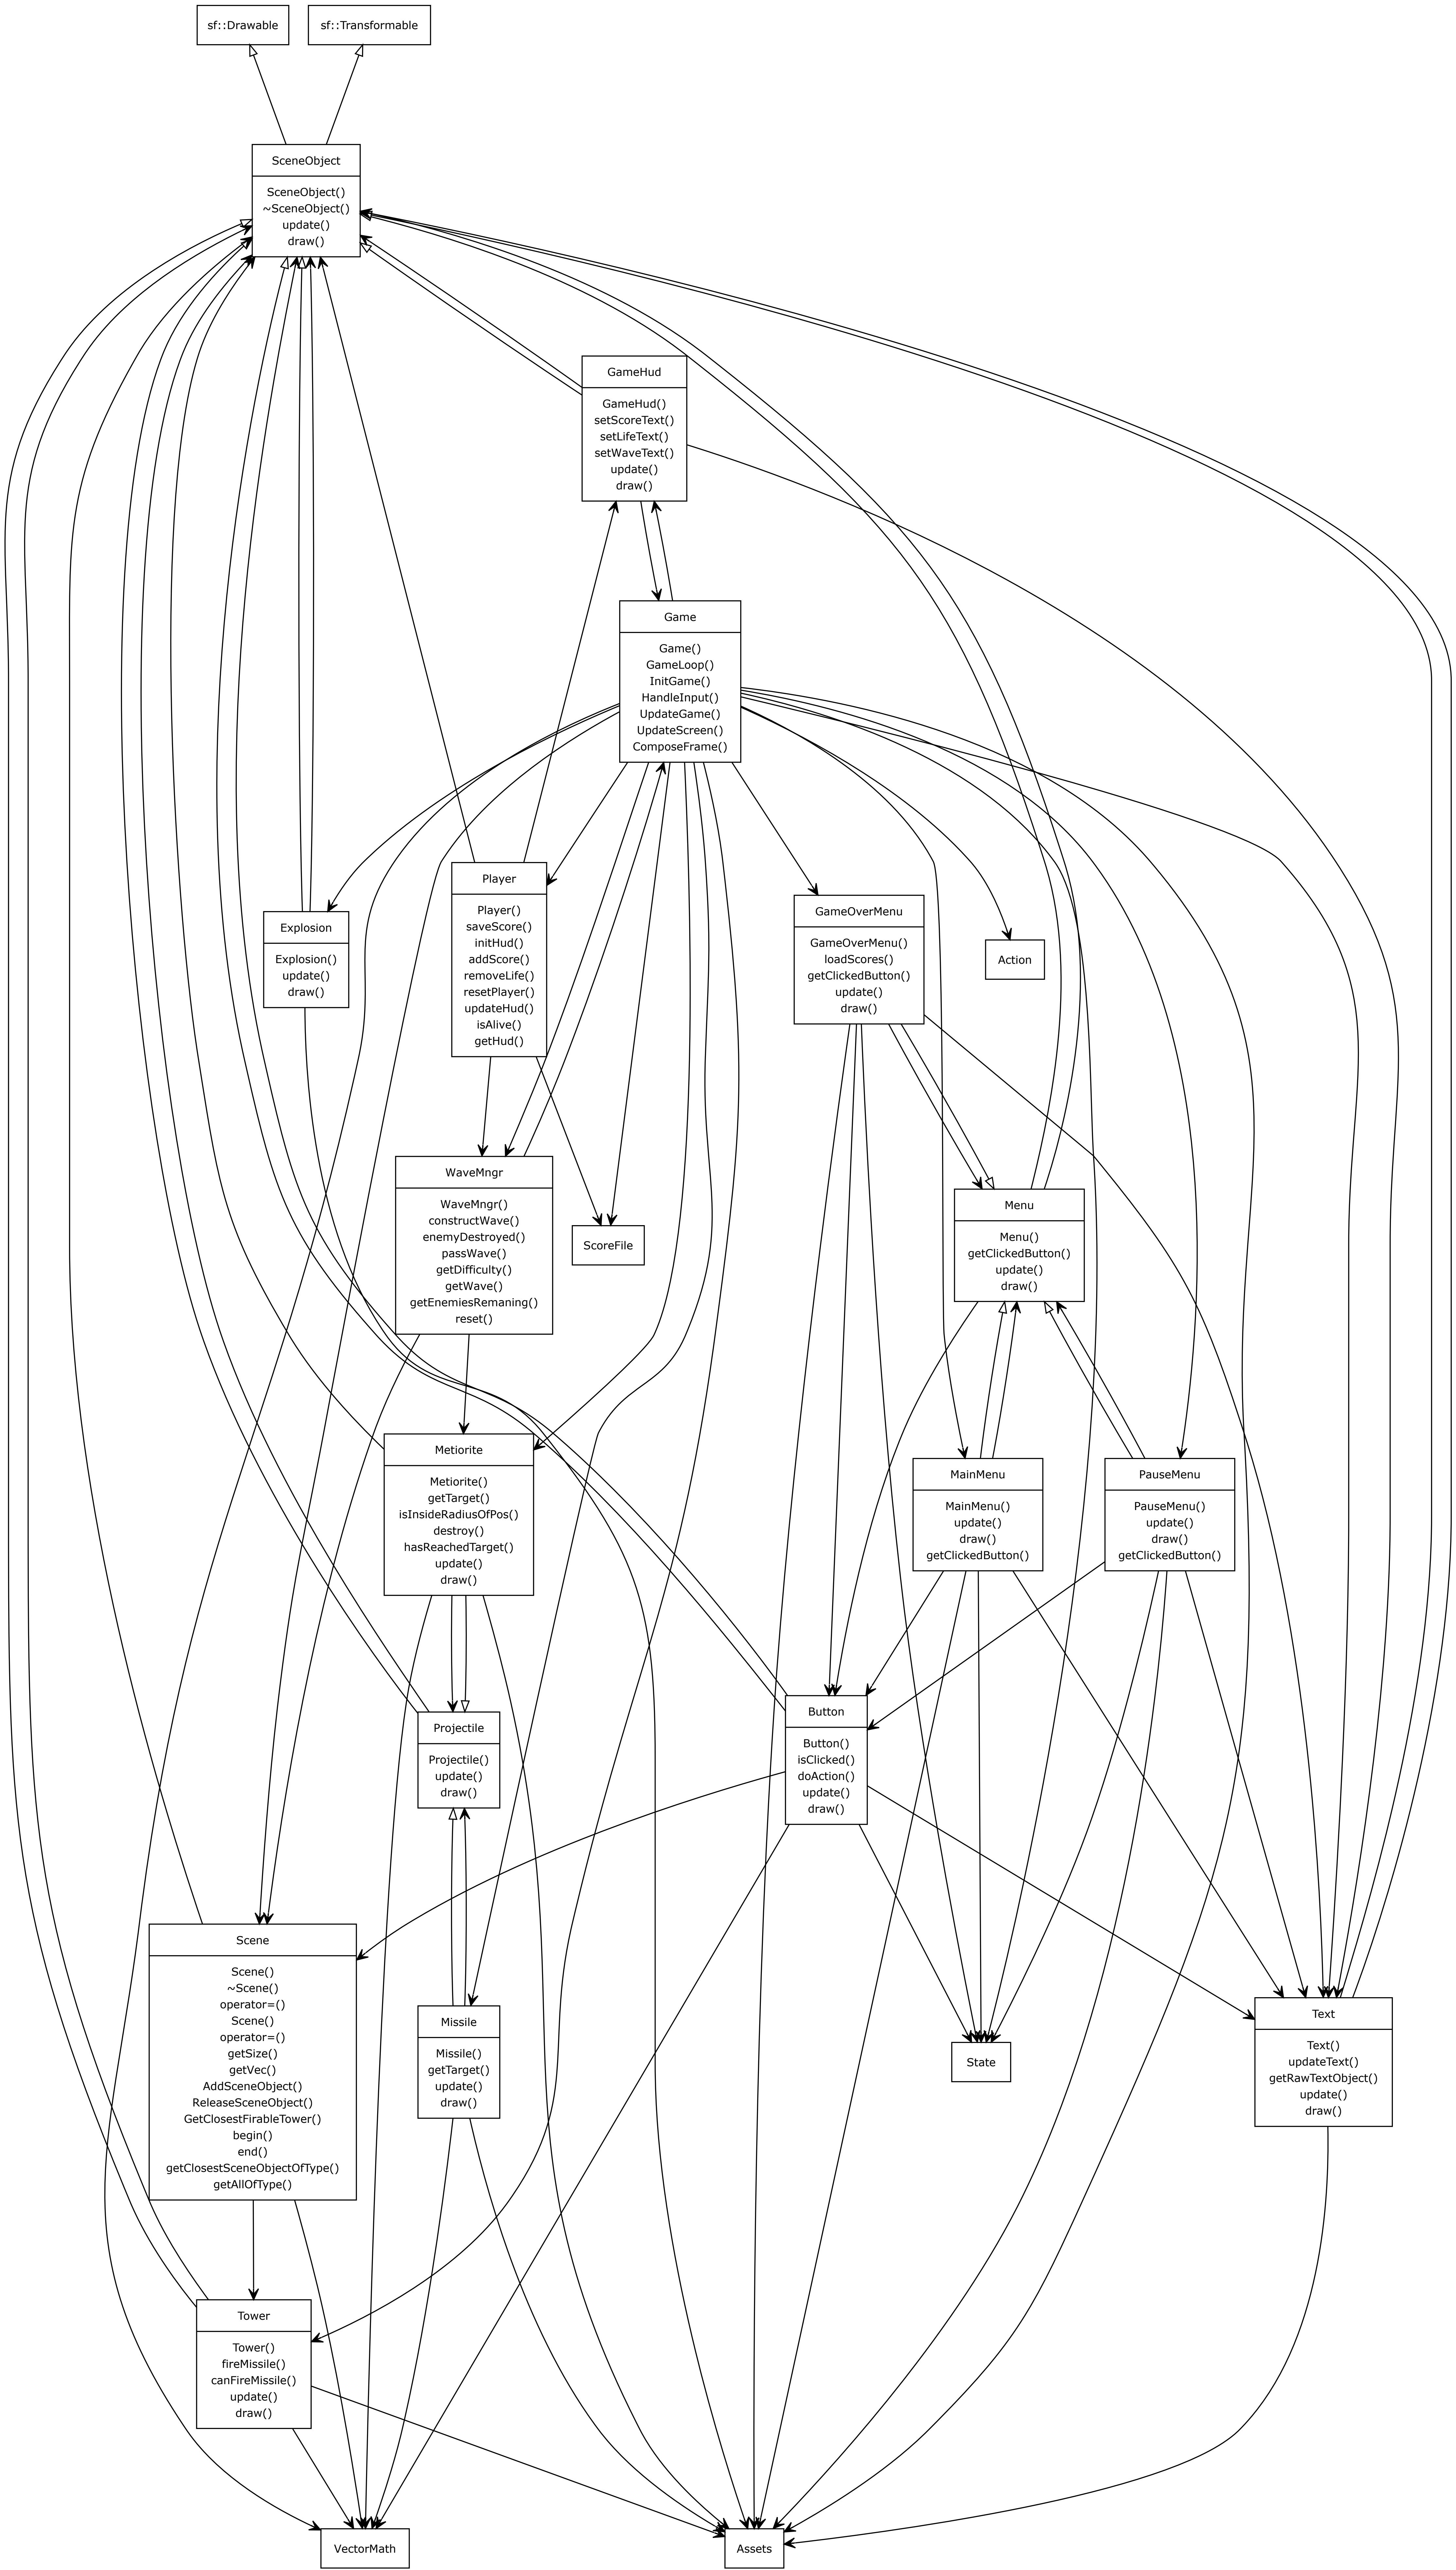 sf::Drawable
sf::Transformable
SceneObject
SceneObject()
~SceneObject()
update()
draw()
GameHud
GameHud()
setScoreText()
setLifeText()
setWaveText()
update()
draw()
Game
Game()
GameLoop()
InitGame()
HandleInput()
UpdateGame()
UpdateScreen()
ComposeFrame()
Player
Player()
saveScore()
initHud()
addScore()
removeLife()
resetPlayer()
updateHud()
isAlive()
getHud()
GameOverMenu
GameOverMenu()
loadScores()
getClickedButton()
update()
draw()
Explosion
Explosion()
update()
draw()
Action
WaveMngr
WaveMngr()
constructWave()
enemyDestroyed()
passWave()
getDifficulty()
getWave()
getEnemiesRemaning()
reset()
ScoreFile
Menu
Menu()
getClickedButton()
update()
draw()
Metiorite
Metiorite()
getTarget()
isInsideRadiusOfPos()
destroy()
hasReachedTarget()
update()
draw()
MainMenu
MainMenu()
update()
draw()
getClickedButton()
PauseMenu
PauseMenu()
update()
draw()
getClickedButton()
Projectile
Projectile()
update()
draw()
Button
Button()
isClicked()
doAction()
update()
draw()
Scene
Scene()
~Scene()
operator=()
Scene()
operator=()
getSize()
getVec()
AddSceneObject()
ReleaseSceneObject()
GetClosestFirableTower()
begin()
end()
getClosestSceneObjectOfType()
getAllOfType()
Missile
Missile()
getTarget()
update()
draw()
State
Text
Text()
updateText()
getRawTextObject()
update()
draw()
Tower
Tower()
fireMissile()
canFireMissile()
update()
draw()
VectorMath
Assets